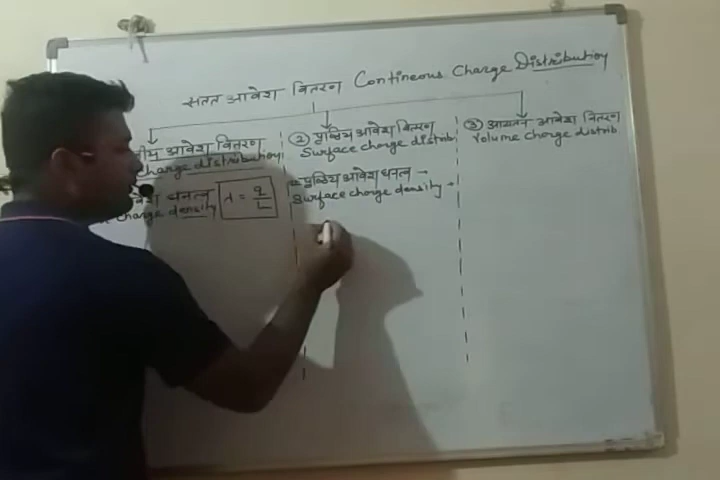 सतत आवेश वितरण Contineous Charge Distribution
आवेश वितरण
charge distribution
घनत्व
charge density
λ = q/L
② पृष्ठिय आवेश वितरण
Surface charge distrib
= पृष्ठिय आवेश घनत्व →
Surface charge density →
③ आयतन आवेश वितरण
Volume charge distrib